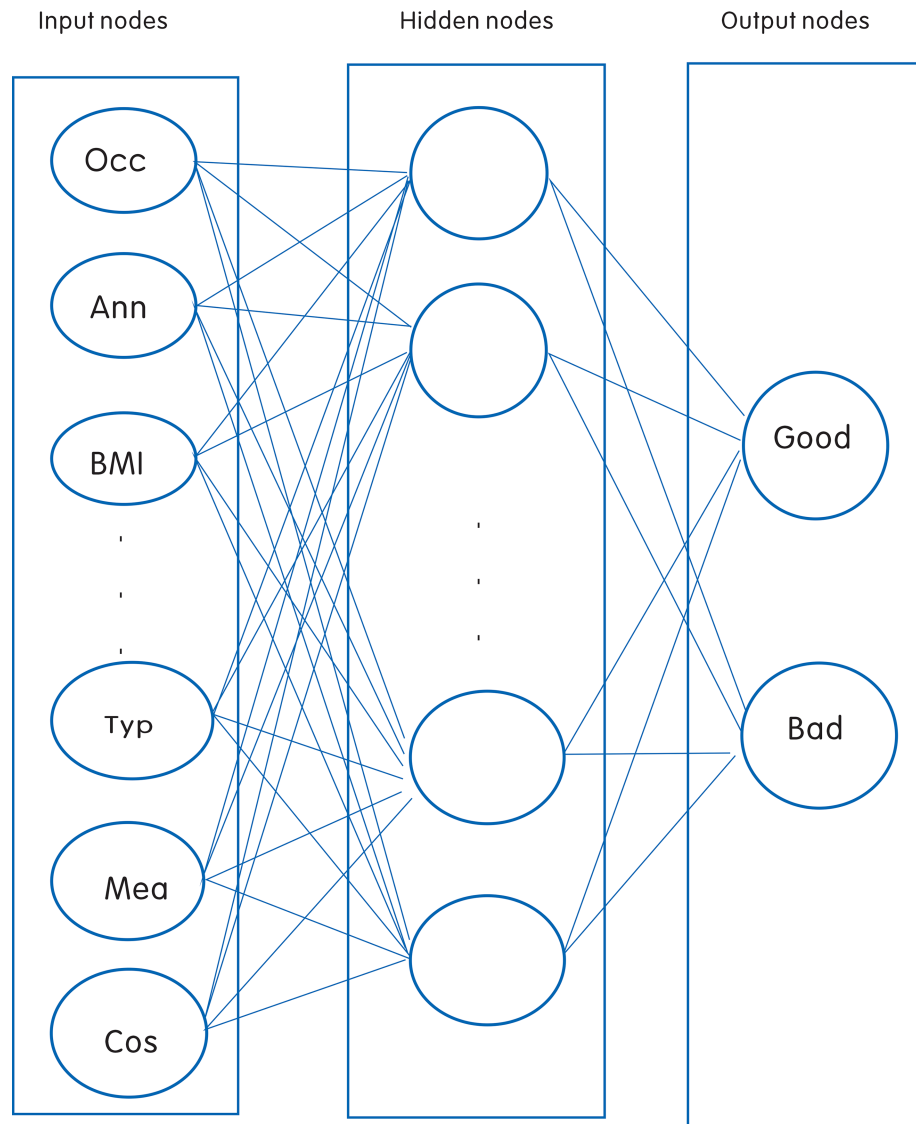 Input nodes
Hidden nodes
Output nodes
Occ
Ann
BMI
Typ
Mea
Cos
Good
Bad